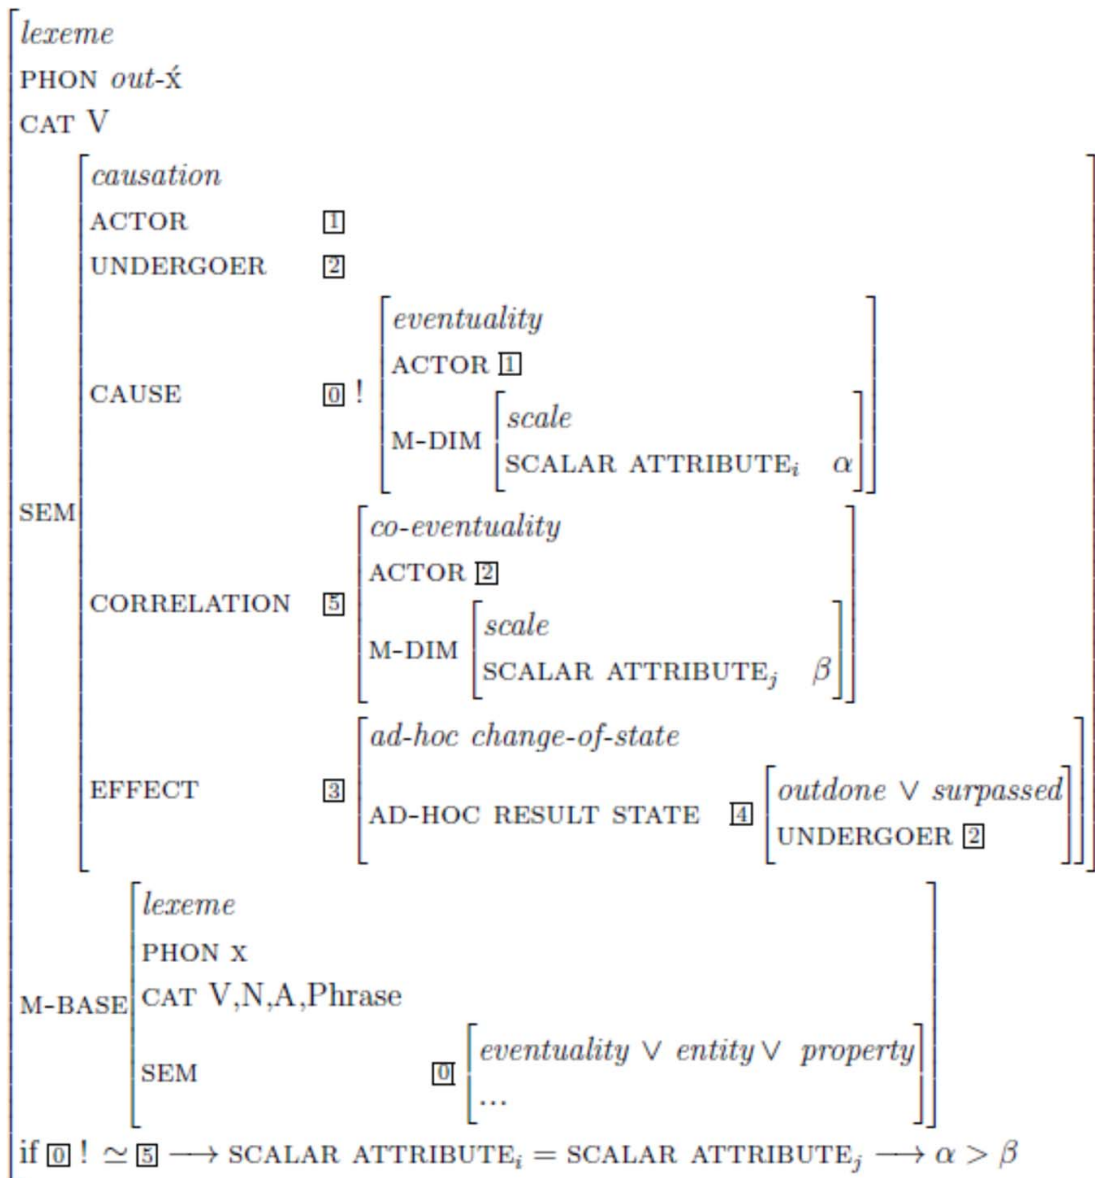 lexeme
PHON out-x́
CAT V
causation
ACTOR 1
UNDERGOER 2
eventuality
ACTOR 1
CAUSE 0 !
scale
M-DIM
SCALAR ATTRIBUTEᵢ α
SEM
co-eventuality
ACTOR 2
CORRELATION 5
scale
M-DIM
SCALAR ATTRIBUTEⱼ β
ad-hoc change-of-state
EFFECT 3
outdone ∨ surpassed
AD-HOC RESULT STATE 4
UNDERGOER 2
lexeme
PHON x
M-BASE CAT V,N,A,Phrase
eventuality ∨ entity ∨ property
SEM 0
...
if 0 ! ≃ 5 ⟶ SCALAR ATTRIBUTEᵢ = SCALAR ATTRIBUTEⱼ ⟶ α > β